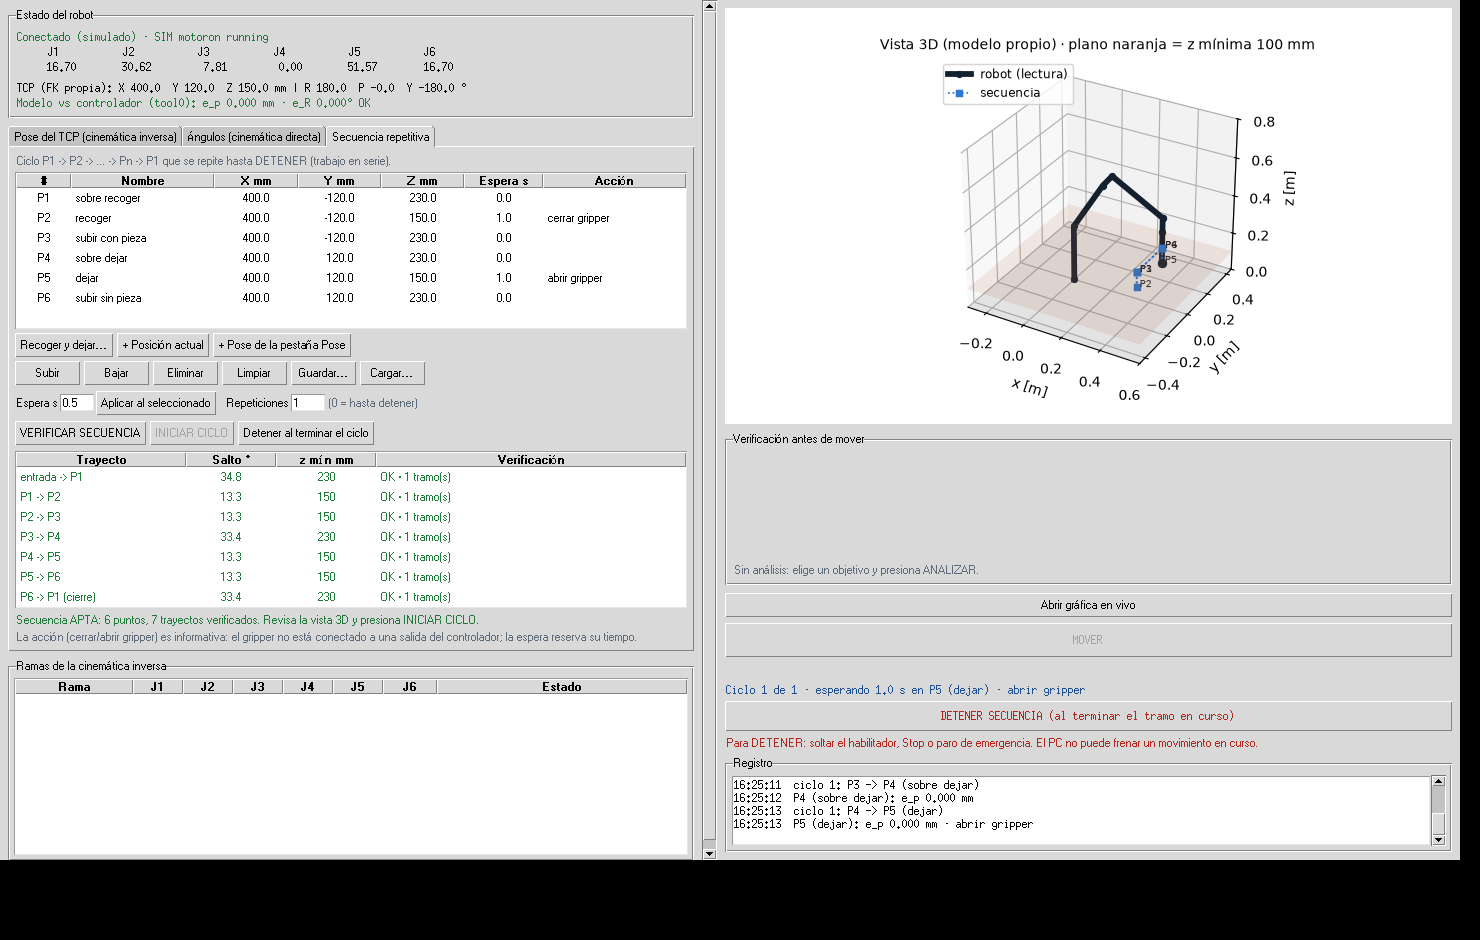 Estado del robot
Conectado (simulado) · SIM motoron running
J1 J2 J3 J4 J5 J6
16.70 30.62 7.81 0.00 51.57 16.70
TCP (FK propia): X 400.0 Y 120.0 Z 150.0 mm | R 180.0 P -0.0 Y -180.0 °
Modelo vs controlador (tool0): e_p 0.000 mm · e_R 0.000° OK
Pose del TCP (cinemática inversa) Ángulos (cinemática directa) Secuencia repetitiva
Ciclo P1 -> P2 -> ... -> Pn -> P1 que se repite hasta DETENER (trabajo en serie).
# Nombre X mm Y mm Z mm Espera s Acción
P1 sobre recoger 400.0 -120.0 230.0 0.0
P2 recoger 400.0 -120.0 150.0 1.0 cerrar gripper
P3 subir con pieza 400.0 -120.0 230.0 0.0
P4 sobre dejar 400.0 120.0 230.0 0.0
P5 dejar 400.0 120.0 150.0 1.0 abrir gripper
P6 subir sin pieza 400.0 120.0 230.0 0.0
Recoger y dejar... + Posición actual + Pose de la pestaña Pose
Subir Bajar Eliminar Limpiar Guardar... Cargar...
Espera s 0.5 Aplicar al seleccionado Repeticiones 1 (0 = hasta detener)
VERIFICAR SECUENCIA INICIAR CICLO Detener al terminar el ciclo
Trayecto Salto ° z mín mm Verificación
entrada -> P1 34.8 230 OK · 1 tramo(s)
P1 -> P2 13.3 150 OK · 1 tramo(s)
P2 -> P3 13.3 150 OK · 1 tramo(s)
P3 -> P4 33.4 230 OK · 1 tramo(s)
P4 -> P5 13.3 150 OK · 1 tramo(s)
P5 -> P6 13.3 150 OK · 1 tramo(s)
P6 -> P1 (cierre) 33.4 230 OK · 1 tramo(s)
Secuencia APTA: 6 puntos, 7 trayectos verificados. Revisa la vista 3D y presiona INICIAR CICLO.
La acción (cerrar/abrir gripper) es informativa: el gripper no está conectado a una salida del controlador; la espera reserva su tiempo.
Ramas de la cinemática inversa
Rama J1 J2 J3 J4 J5 J6 Estado
Vista 3D (modelo propio) · plano naranja = z mínima 100 mm
robot (lectura)
secuencia
0.8
0.6
0.4
0.2
0.0
z [m]
P6
P5
P3
P2
−0.2 0.0 0.2 0.4 0.6
x [m]
−0.4 −0.2 0.0 0.2 0.4
y [m]
Verificación antes de mover
Sin análisis: elige un objetivo y presiona ANALIZAR.
Abrir gráfica en vivo
MOVER
Ciclo 1 de 1 · esperando 1.0 s en P5 (dejar) · abrir gripper
DETENER SECUENCIA (al terminar el tramo en curso)
Para DETENER: soltar el habilitador, Stop o paro de emergencia. El PC no puede frenar un movimiento en curso.
Registro
16:25:11 ciclo 1: P3 -> P4 (sobre dejar)
16:25:12 P4 (sobre dejar): e_p 0.000 mm
16:25:13 ciclo 1: P4 -> P5 (dejar)
16:25:13 P5 (dejar): e_p 0.000 mm · abrir gripper